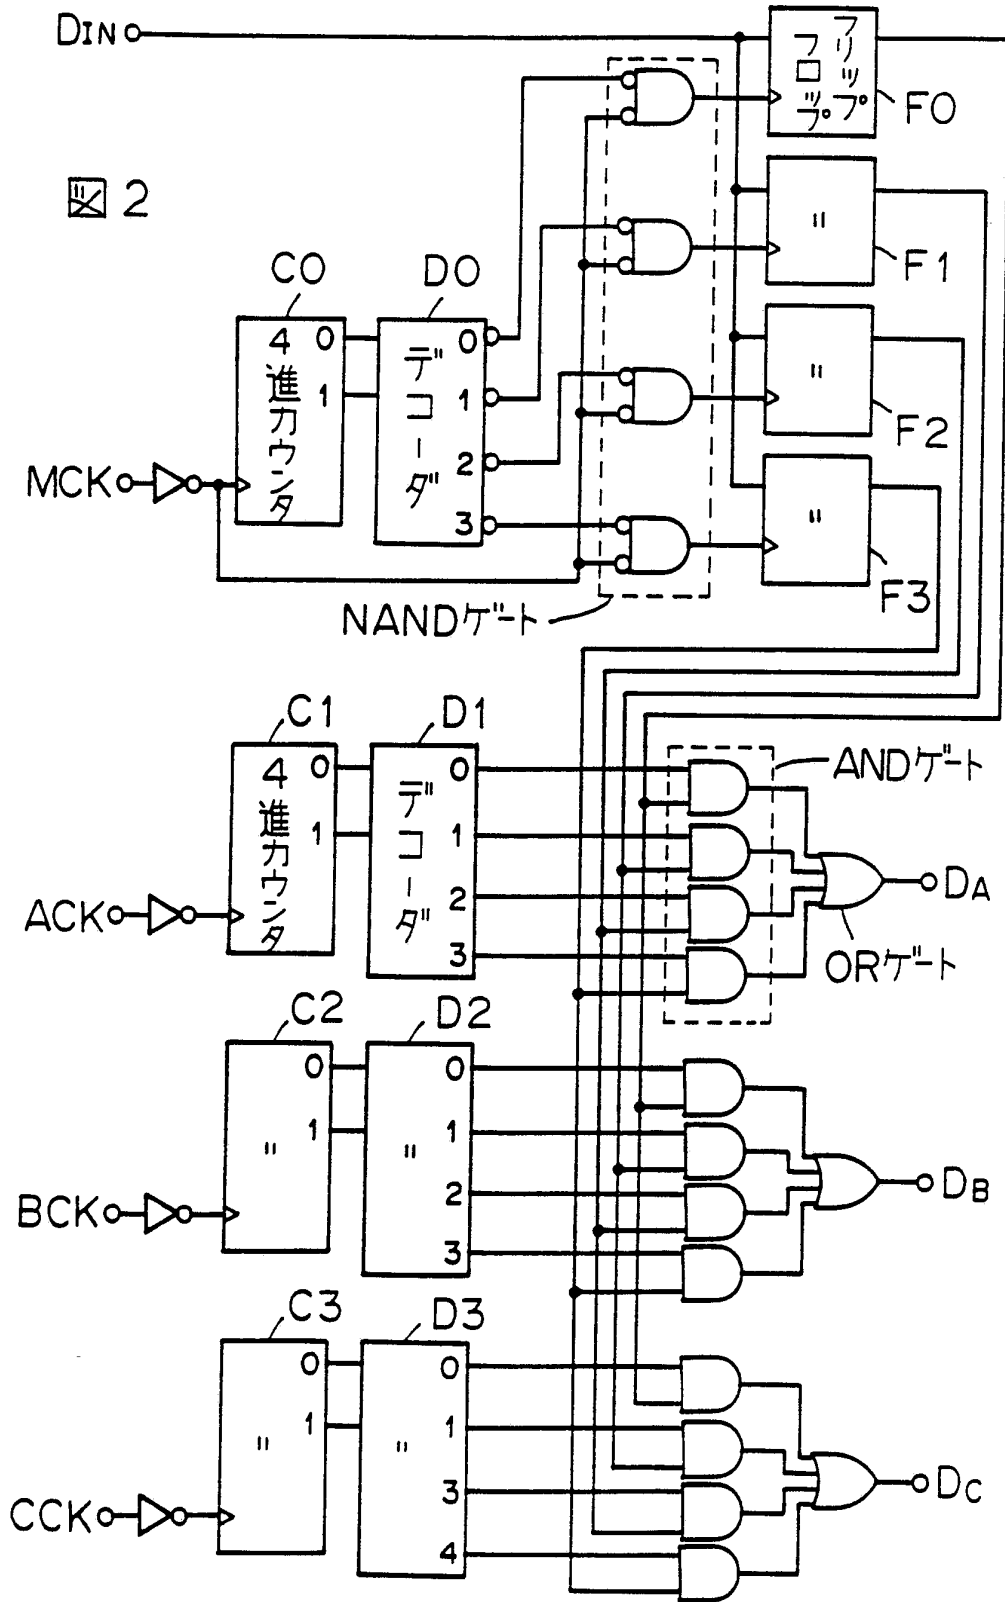 DIN
フリップ
フロップ
F0
図2
〃
F1
C0
D0
4進カウンタ
0
1
デコーダ
0
1
2
3
〃
F2
MCK
〃
F3
NANDゲート
C1
D1
4進カウンタ
0
1
デコーダ
0
1
2
3
ANDゲート
ACK
DA
ORゲート
C2
D2
0
1
〃
〃
0
1
2
3
BCK
DB
C3
D3
0
1
〃
〃
0
1
3
4
CCK
DC